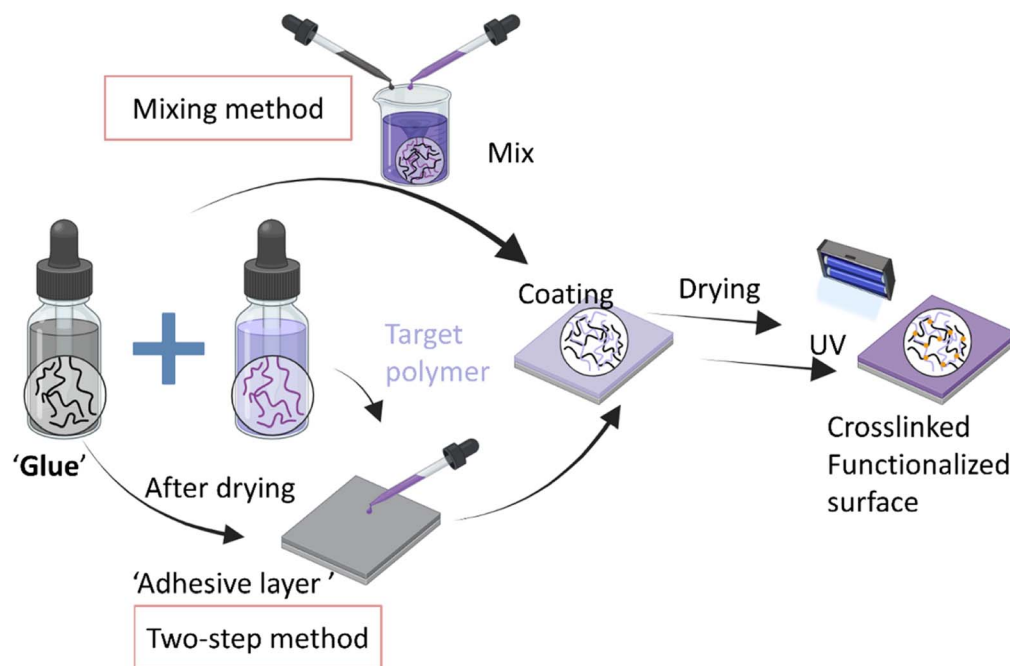 Mixing method
Mix
Coating
Drying
UV
Target
polymer
'Glue'
After drying
'Adhesive layer '
Two-step method
Crosslinked
Functionalized
surface